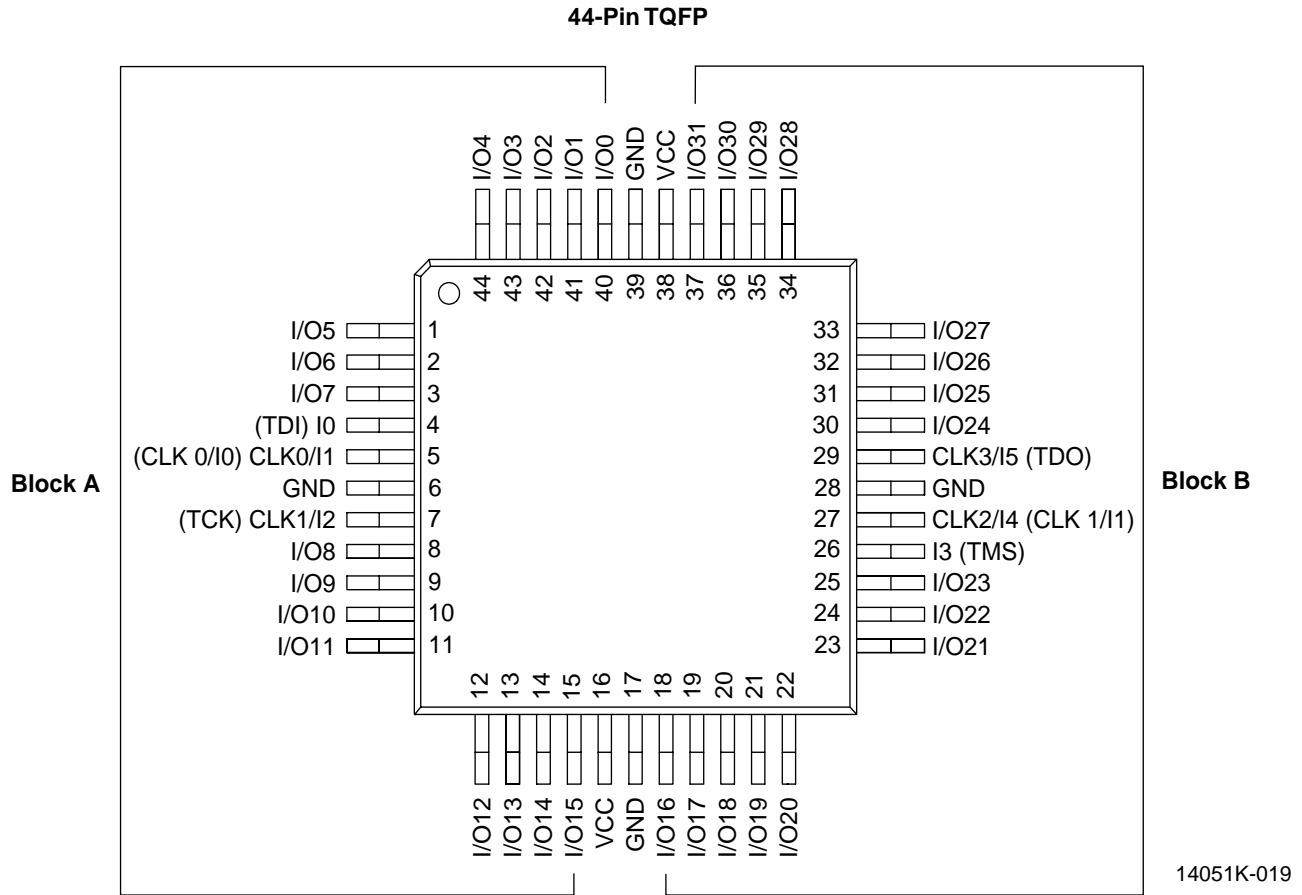 44-Pin TQFP
I/O4
I/O3
I/O2
I/O1
I/O0
GND
VCC
I/O31
I/O30
I/O29
I/O28
44
43
42
41
40
39
38
37
36
35
34
I/O5 1
I/O6 2
I/O7 3
(TDI) I0 4
(CLK 0/I0) CLK0/I1 5
GND 6
(TCK) CLK1/I2 7
I/O8 8
I/O9 9
I/O10 10
I/O11 11
Block A
33 I/O27
32 I/O26
31 I/O25
30 I/O24
29 CLK3/I5 (TDO)
28 GND
27 CLK2/I4 (CLK 1/I1)
26 I3 (TMS)
25 I/O23
24 I/O22
23 I/O21
Block B
12
13
14
15
16
17
18
19
20
21
22
I/O12
I/O13
I/O14
I/O15
VCC
GND
I/O16
I/O17
I/O18
I/O19
I/O20
14051K-019